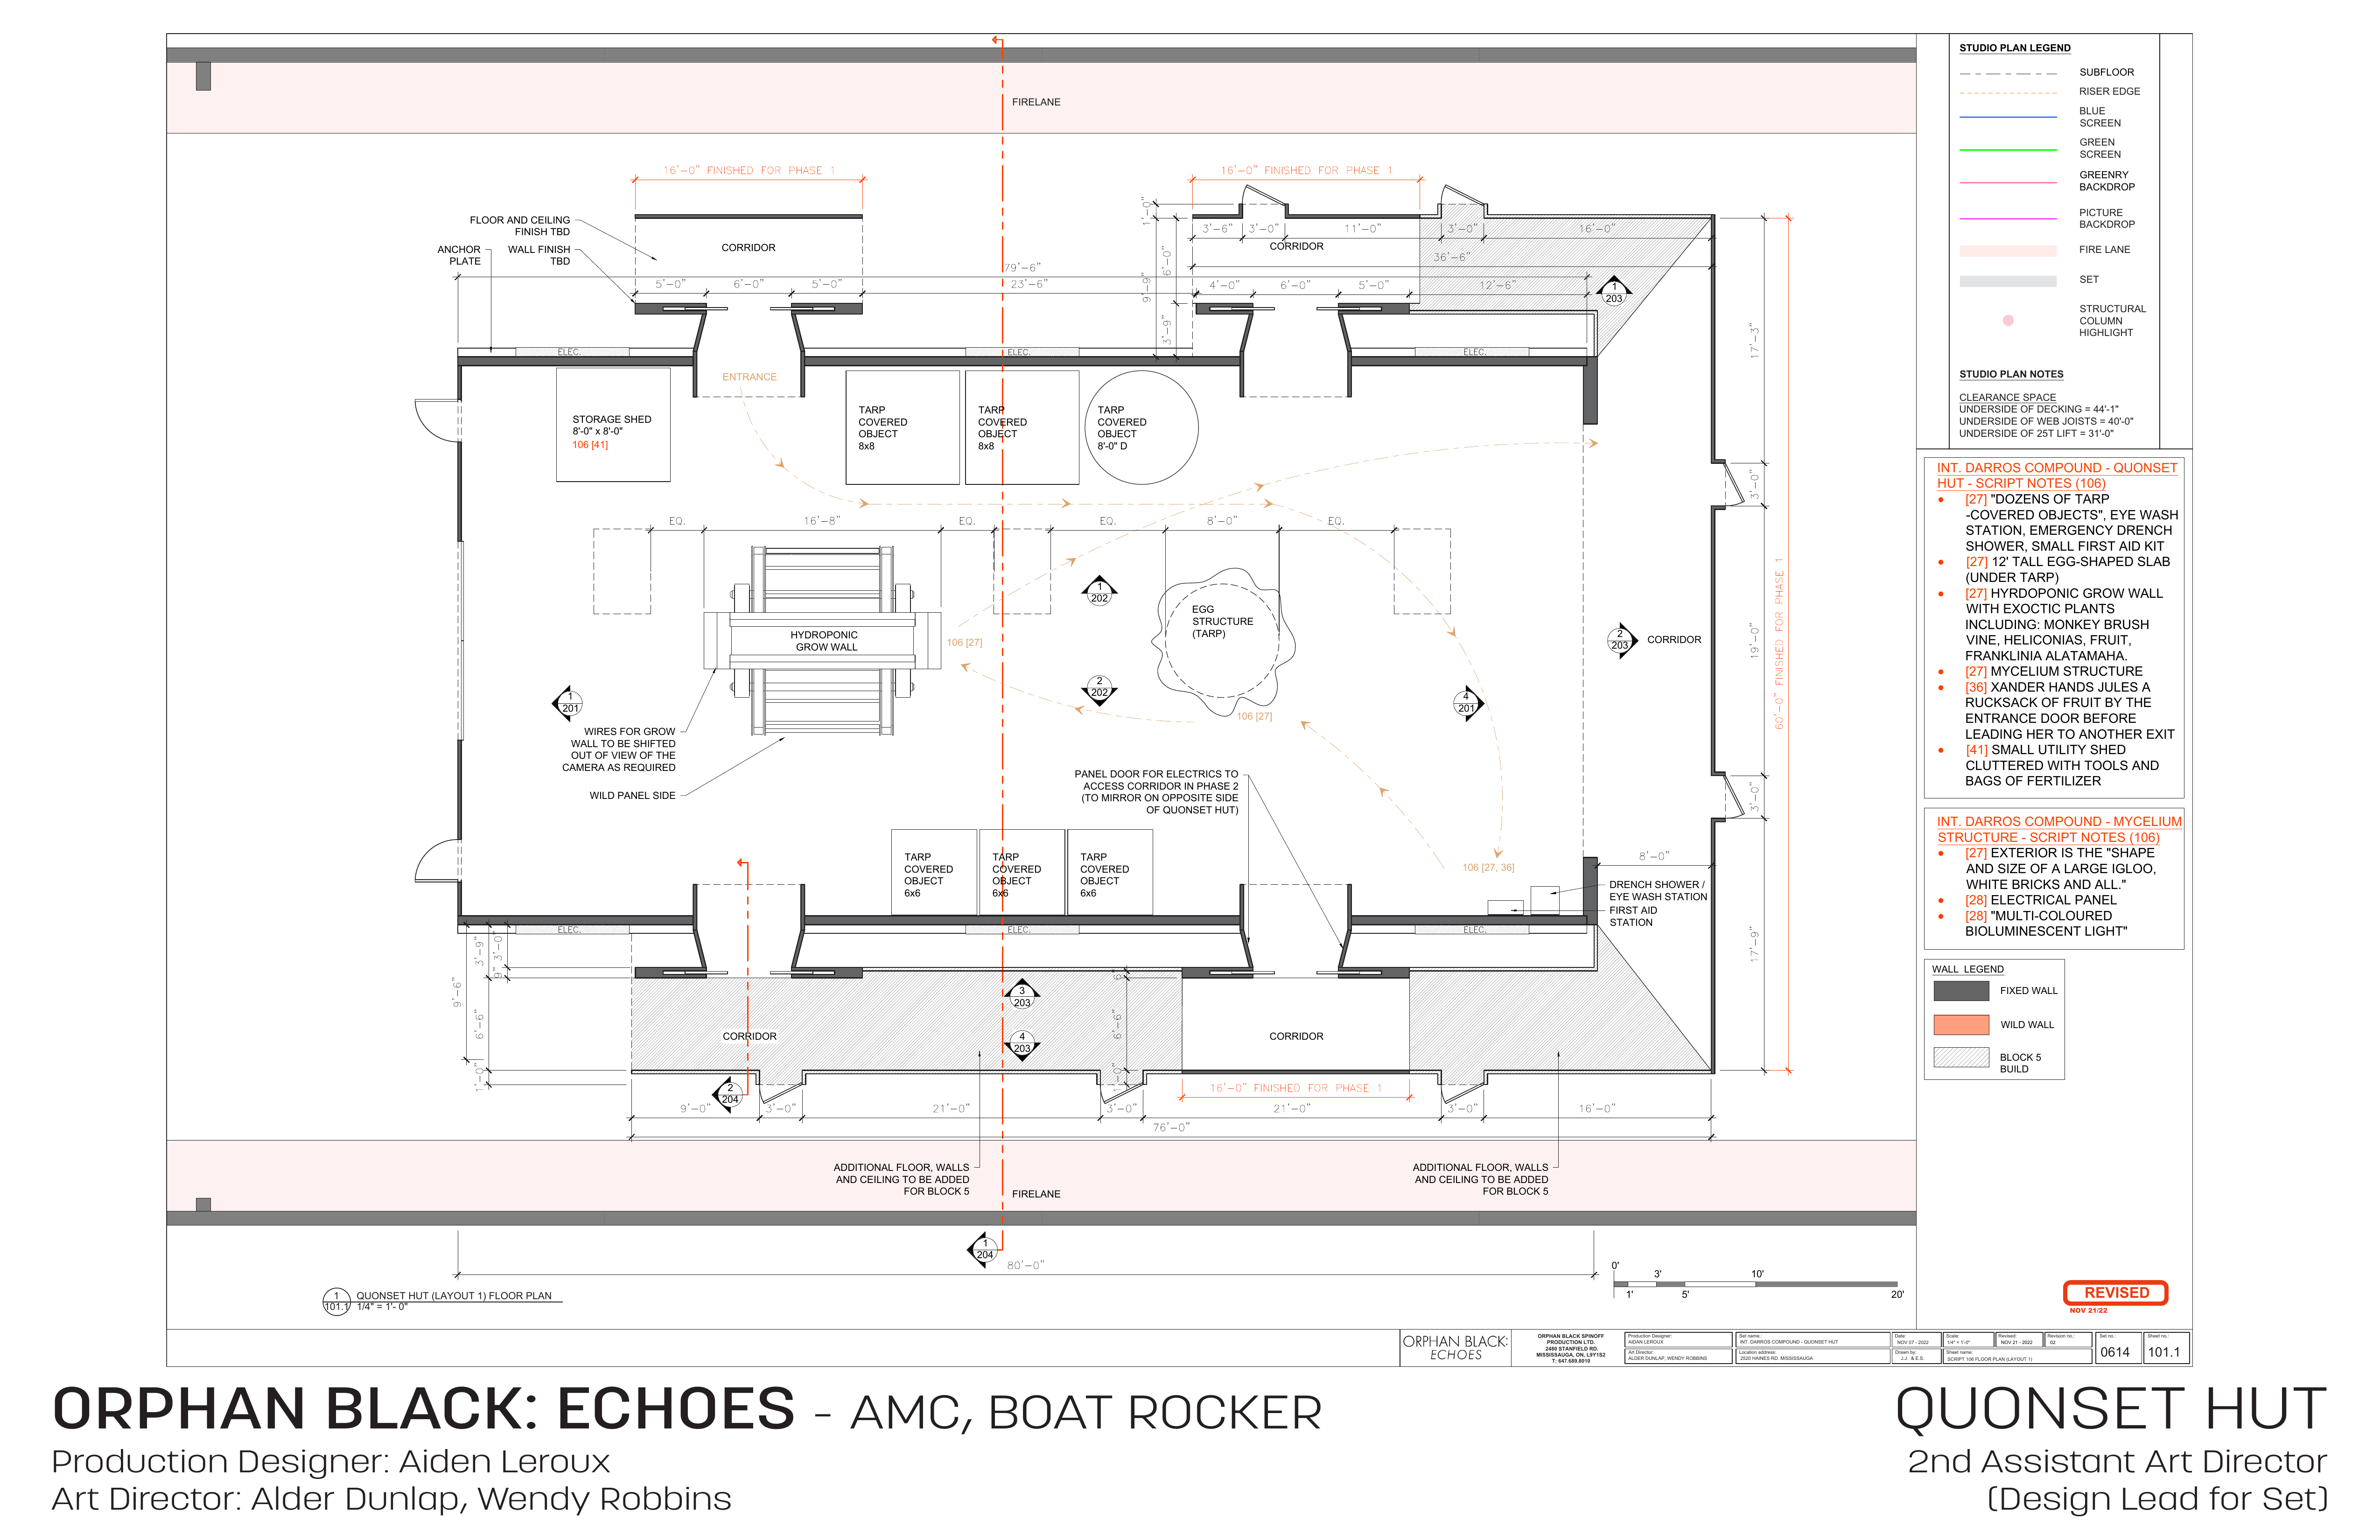 FIRELANE
16'-0" FINISHED FOR PHASE 1
16'-0" FINISHED FOR PHASE 1
FLOOR AND CEILING
FINISH TBD
ANCHOR
PLATE
WALL FINISH
TBD
CORRIDOR
CORRIDOR
1'-0"
3'-6"
3'-0"
11'-0"
3'-0"
16'-0"
36'-6"
79'-6"
6'-0"
9'-9"
3'-9"
5'-0"
6'-0"
5'-0"
23'-6"
4'-0"
6'-0"
5'-0"
12'-6"
1
203
ELEC.
ELEC.
ELEC.
17'-3"
ENTRANCE
STORAGE SHED
8'-0" x 8'-0"
106 [41]
TARP
COVERED
OBJECT
8x8
TARP
COVERED
OBJECT
8x8
TARP
COVERED
OBJECT
8'-0" D
3'-0"
EQ.
16'-8"
EQ.
EQ.
8'-0"
EQ.
1
202
EGG
STRUCTURE
(TARP)
HYDROPONIC
GROW WALL
106 [27]
2
203
CORRIDOR
19'-0"
60'-0" FINISHED FOR PHASE 1
2
202
1
201
4
201
106 [27]
WIRES FOR GROW
WALL TO BE SHIFTED
OUT OF VIEW OF THE
CAMERA AS REQUIRED
WILD PANEL SIDE
PANEL DOOR FOR ELECTRICS TO
ACCESS CORRIDOR IN PHASE 2
(TO MIRROR ON OPPOSITE SIDE
OF QUONSET HUT)
3'-0"
TARP
COVERED
OBJECT
6x6
TARP
COVERED
OBJECT
6x6
TARP
COVERED
OBJECT
6x6
106 [27, 36]
8'-0"
DRENCH SHOWER /
EYE WASH STATION
FIRST AID
STATION
ELEC.
ELEC.
ELEC.
17'-9"
3'-9"
3'-0"
9"
9'-6"
6'-6"
1'-0"
6"
6'-6"
1'-0"
3
203
4
203
CORRIDOR
CORRIDOR
2
204
16'-0" FINISHED FOR PHASE 1
9'-0"
3'-0"
21'-0"
3'-0"
21'-0"
3'-0"
16'-0"
76'-0"
ADDITIONAL FLOOR, WALLS
AND CEILING TO BE ADDED
FOR BLOCK 5
ADDITIONAL FLOOR, WALLS
AND CEILING TO BE ADDED
FOR BLOCK 5
FIRELANE
1
204
80'-0"
1
101.1
QUONSET HUT (LAYOUT 1) FLOOR PLAN
1/4" = 1'- 0"
0'
3'
10'
1'
5'
20'
STUDIO PLAN LEGEND
SUBFLOOR
RISER EDGE
BLUE
SCREEN
GREEN
SCREEN
GREENRY
BACKDROP
PICTURE
BACKDROP
FIRE LANE
SET
STRUCTURAL
COLUMN
HIGHLIGHT
STUDIO PLAN NOTES
CLEARANCE SPACE
UNDERSIDE OF DECKING = 44'-1"
UNDERSIDE OF WEB JOISTS = 40'-0"
UNDERSIDE OF 25T LIFT = 31'-0"
INT. DARROS COMPOUND - QUONSET
HUT - SCRIPT NOTES (106)
• [27] "DOZENS OF TARP
-COVERED OBJECTS", EYE WASH
STATION, EMERGENCY DRENCH
SHOWER, SMALL FIRST AID KIT
• [27] 12' TALL EGG-SHAPED SLAB
(UNDER TARP)
• [27] HYRDOPONIC GROW WALL
WITH EXOCTIC PLANTS
INCLUDING: MONKEY BRUSH
VINE, HELICONIAS, FRUIT,
FRANKLINIA ALATAMAHA.
• [27] MYCELIUM STRUCTURE
• [36] XANDER HANDS JULES A
RUCKSACK OF FRUIT BY THE
ENTRANCE DOOR BEFORE
LEADING HER TO ANOTHER EXIT
• [41] SMALL UTILITY SHED
CLUTTERED WITH TOOLS AND
BAGS OF FERTILIZER
INT. DARROS COMPOUND - MYCELIUM
STRUCTURE - SCRIPT NOTES (106)
• [27] EXTERIOR IS THE "SHAPE
AND SIZE OF A LARGE IGLOO,
WHITE BRICKS AND ALL."
• [28] ELECTRICAL PANEL
• [28] "MULTI-COLOURED
BIOLUMINESCENT LIGHT"
WALL LEGEND
FIXED WALL
WILD WALL
BLOCK 5
BUILD
REVISED
NOV 21/22
ORPHAN BLACK:
ECHOES
ORPHAN BLACK SPINOFF
PRODUCTION LTD.
2480 STANFIELD RD.
MISSISSAUGA, ON, L9Y1S2
T: 647.689.8010
Production Designer:
AIDAN LEROUX
Art Director:
ALDER DUNLAP, WENDY ROBBINS
Set name.:
INT. DARROS COMPOUND - QUONSET HUT
Location address:
2520 HAINES RD. MISSISSAUGA
Date:
NOV 07 - 2022
Scale:
1/4" = 1'-0"
Revised:
NOV 21 - 2022
Revision no.:
02
Drawn by:
J.J. & E.S.
Sheet name:
SCRIPT 106 FLOOR PLAN (LAYOUT 1)
Set no.:
0614
Sheet no.:
101.1
ORPHAN BLACK: ECHOES - AMC, BOAT ROCKER
Production Designer: Aiden Leroux
Art Director: Alder Dunlap, Wendy Robbins
QUONSET HUT
2nd Assistant Art Director
(Design Lead for Set)